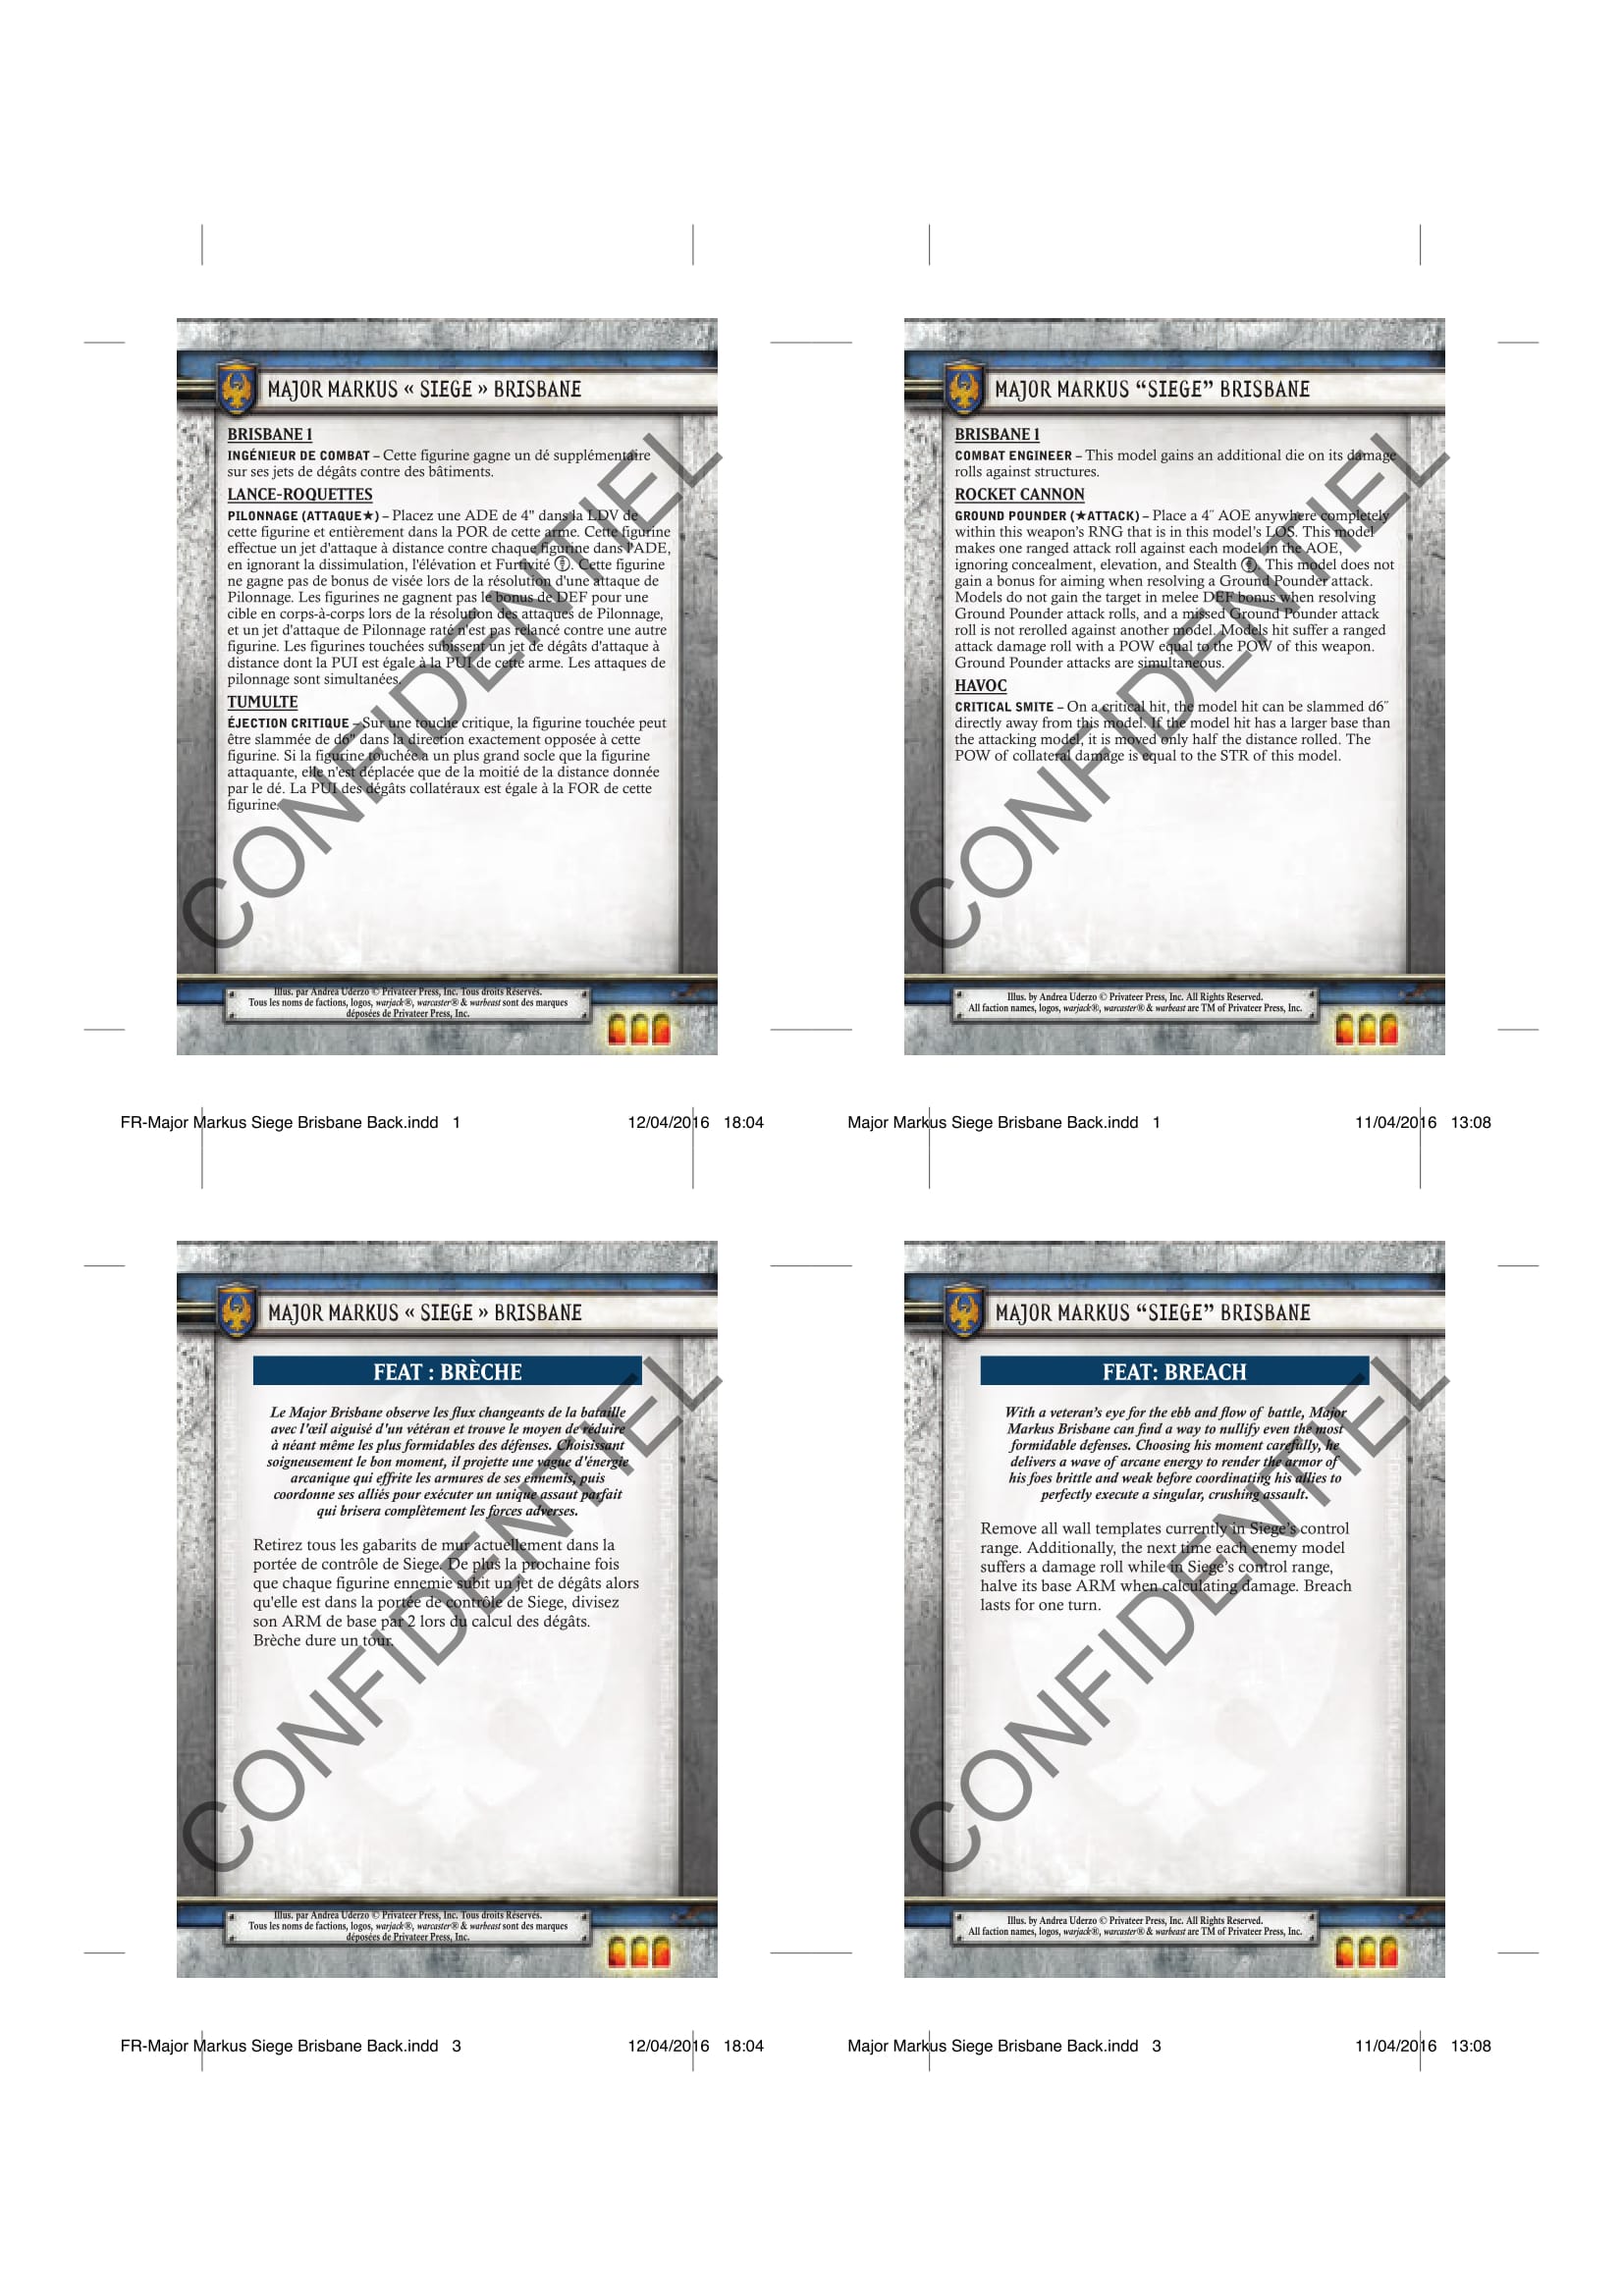 MAJOR MARKUS « SIEGE » BRISBANE
BRISBANE 1
INGÉNIEUR DE COMBAT – Cette figurine gagne un dé supplémentaire
sur ses jets de dégâts contre des bâtiments.
LANCE-ROQUETTES
PILONNAGE (ATTAQUE★) – Placez une ADE de 4" dans la LDV de
cette figurine et entièrement dans la POR de cette arme. Cette figurine
effectue un jet d'attaque à distance contre chaque figurine dans l'ADE,
en ignorant la dissimulation, l'élévation et Furtivité. Cette figurine
ne gagne pas de bonus de visée lors de la résolution d'une attaque de
Pilonnage. Les figurines ne gagnent pas le bonus de DEF pour une
cible en corps-à-corps lors de la résolution des attaques de Pilonnage,
et un jet d'attaque de Pilonnage raté n'est pas relancé contre une autre
figurine. Les figurines touchées subissent un jet de dégâts d'attaque à
distance dont la PUI est égale à la PUI de cette arme. Les attaques de
pilonnage sont simultanées.
TUMULTE
ÉJECTION CRITIQUE – Sur une touche critique, la figurine touchée peut
être slammée de d6" dans la direction exactement opposée à cette
figurine. Si la figurine touchée a un plus grand socle que la figurine
attaquante, elle n'est déplacée que de la moitié de la distance donnée
par le dé. La PUI des dégâts collatéraux est égale à la FOR de cette
figurine.
CONFIDENTIEL
Illus. par Andrea Uderzo © Privateer Press, Inc. Tous droits Réservés.
Tous les noms de factions, logos, warjack®, warcaster® & warbeast sont des marques
déposées de Privateer Press, Inc.
FR-Major Markus Siege Brisbane Back.indd 1
12/04/2016 18:04
MAJOR MARKUS “SIEGE” BRISBANE
BRISBANE 1
COMBAT ENGINEER – This model gains an additional die on its damage
rolls against structures.
ROCKET CANNON
GROUND POUNDER (★ATTACK) – Place a 4˝ AOE anywhere completely
within this weapon's RNG that is in this model's LOS. This model
makes one ranged attack roll against each model in the AOE,
ignoring concealment, elevation, and Stealth. This model does not
gain a bonus for aiming when resolving a Ground Pounder attack.
Models do not gain the target in melee DEF bonus when resolving
Ground Pounder attack rolls, and a missed Ground Pounder attack
roll is not rerolled against another model. Models hit suffer a ranged
attack damage roll with a POW equal to the POW of this weapon.
Ground Pounder attacks are simultaneous.
HAVOC
CRITICAL SMITE – On a critical hit, the model hit can be slammed d6˝
directly away from this model. If the model hit has a larger base than
the attacking model, it is moved only half the distance rolled. The
POW of collateral damage is equal to the STR of this model.
CONFIDENTIEL
Illus. by Andrea Uderzo © Privateer Press, Inc. All Rights Reserved.
All faction names, logos, warjack®, warcaster® & warbeast are TM of Privateer Press, Inc.
Major Markus Siege Brisbane Back.indd 1
11/04/2016 13:08
MAJOR MARKUS « SIEGE » BRISBANE
FEAT : BRÈCHE
Le Major Brisbane observe les flux changeants de la bataille
avec l'œil aiguisé d'un vétéran et trouve le moyen de réduire
à néant même les plus formidables des défenses. Choisissant
soigneusement le bon moment, il projette une vague d'énergie
arcanique qui effrite les armures de ses ennemis, puis
coordonne ses alliés pour exécuter un unique assaut parfait
qui brisera complètement les forces adverses.
Retirez tous les gabarits de mur actuellement dans la
portée de contrôle de Siege. De plus la prochaine fois
que chaque figurine ennemie subit un jet de dégâts alors
qu'elle est dans la portée de contrôle de Siege, divisez
son ARM de base par 2 lors du calcul des dégâts.
Brèche dure un tour.
CONFIDENTIEL
Illus. par Andrea Uderzo © Privateer Press, Inc. Tous droits Réservés.
Tous les noms de factions, logos, warjack®, warcaster® & warbeast sont des marques
déposées de Privateer Press, Inc.
FR-Major Markus Siege Brisbane Back.indd 3
12/04/2016 18:04
MAJOR MARKUS “SIEGE” BRISBANE
FEAT: BREACH
With a veteran's eye for the ebb and flow of battle, Major
Markus Brisbane can find a way to nullify even the most
formidable defenses. Choosing his moment carefully, he
delivers a wave of arcane energy to render the armor of
his foes brittle and weak before coordinating his allies to
perfectly execute a singular, crushing assault.
Remove all wall templates currently in Siege's control
range. Additionally, the next time each enemy model
suffers a damage roll while in Siege's control range,
halve its base ARM when calculating damage. Breach
lasts for one turn.
CONFIDENTIEL
Illus. by Andrea Uderzo © Privateer Press, Inc. All Rights Reserved.
All faction names, logos, warjack®, warcaster® & warbeast are TM of Privateer Press, Inc.
Major Markus Siege Brisbane Back.indd 3
11/04/2016 13:08